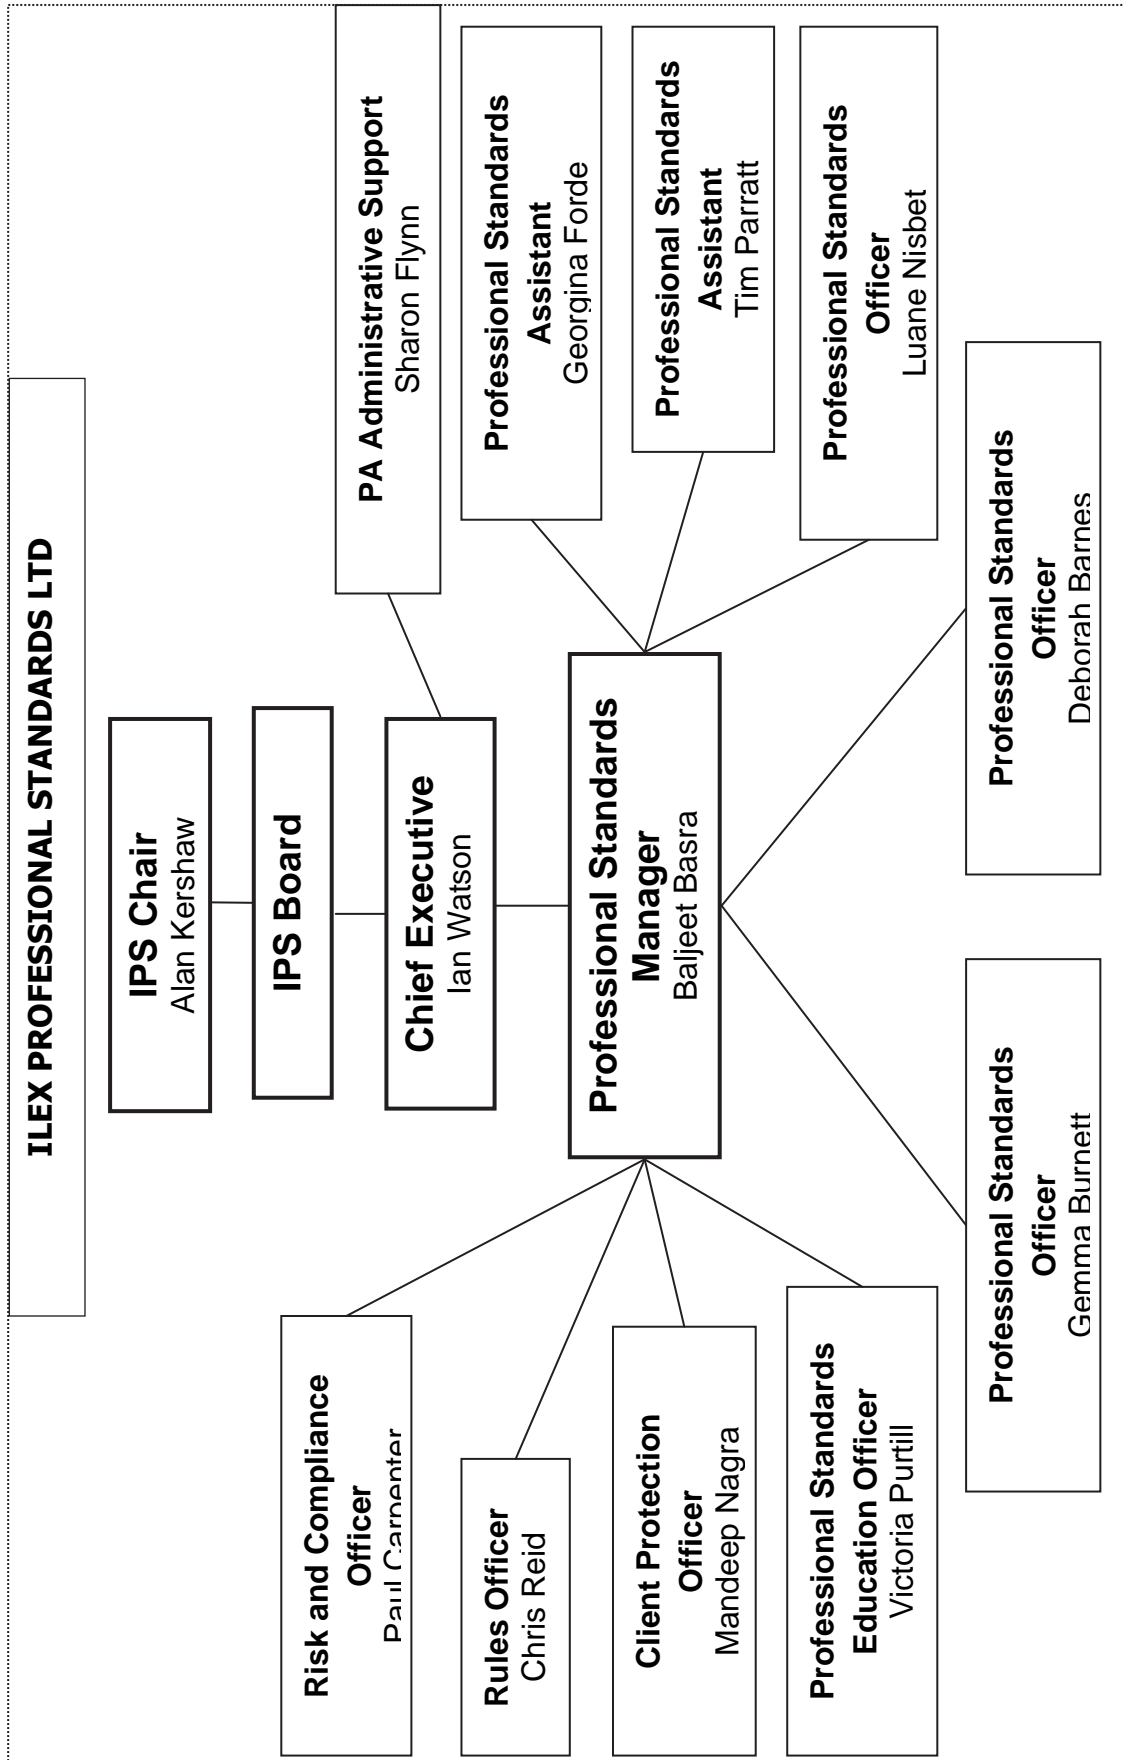 ILEX PROFESSIONAL STANDARDS LTD
IPS Chair
Alan Kershaw
IPS Board
Chief Executive
Ian Watson
PA Administrative Support
Sharon Flynn
Professional Standards
Manager
Baljeet Basra
Risk and Compliance
Officer
Paul Carpenter
Rules Officer
Chris Reid
Client Protection
Officer
Mandeep Nagra
Professional Standards
Education Officer
Victoria Purtill
Professional Standards
Assistant
Georgina Forde
Professional Standards
Assistant
Tim Parratt
Professional Standards
Officer
Luane Nisbet
Professional Standards
Officer
Gemma Burnett
Professional Standards
Officer
Deborah Barnes